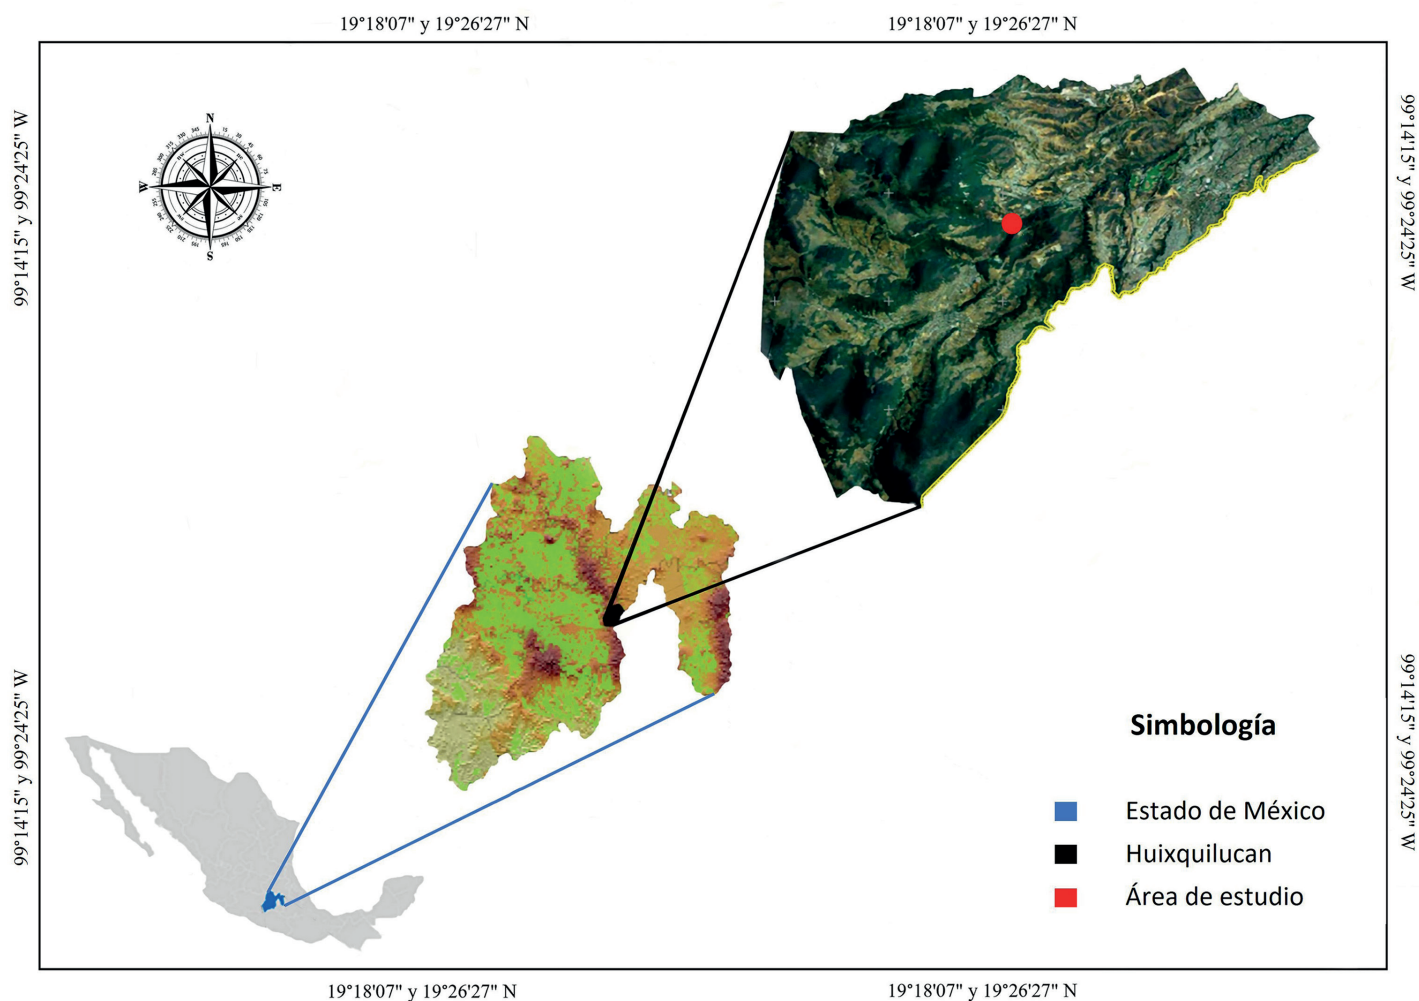 19°18'07" y 19°26'27" N
19°18'07" y 19°26'27" N
99°14'15" y 99°24'25" W
99°14'15" y 99°24'25" W
N
W
E
S
99°14'15" y 99°24'25" W
99°14'15" y 99°24'25" W
Simbología
Estado de México
Huixquilucan
Área de estudio
19°18'07" y 19°26'27" N
19°18'07" y 19°26'27" N